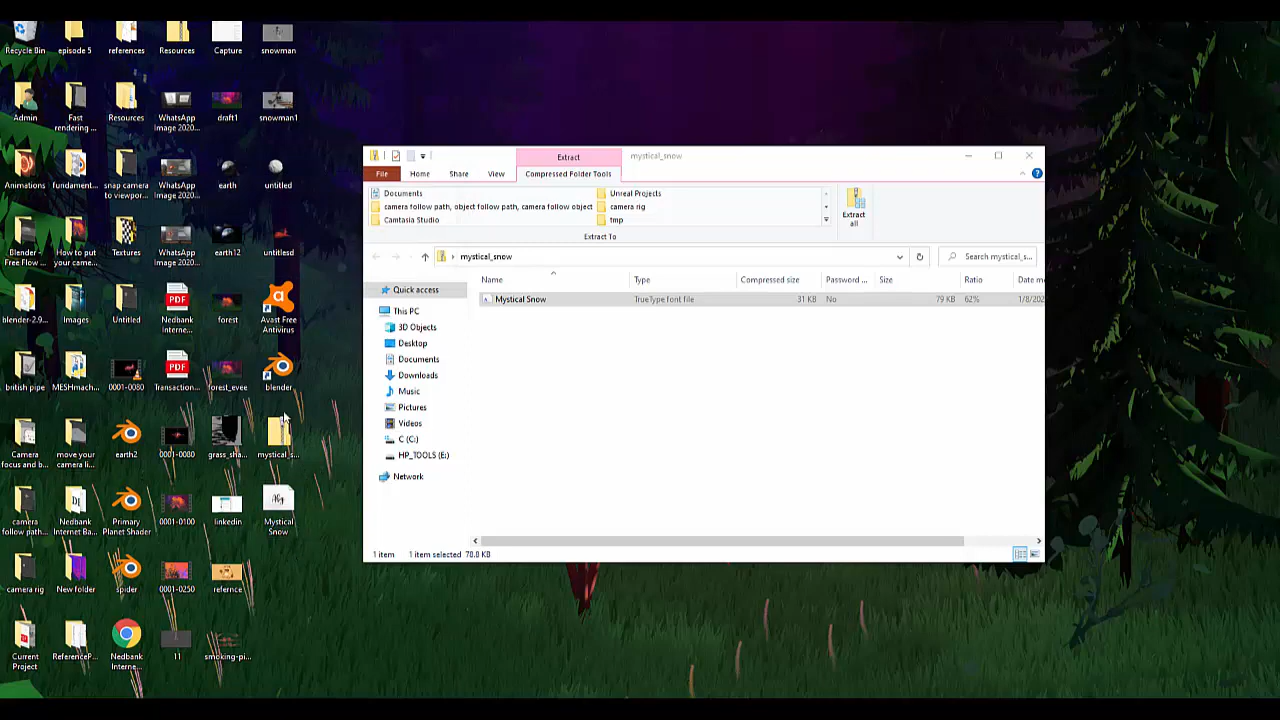 Recycle Bin
episode 5
references
Resources
Capture
snowman
Admin
Fast
rendering ...
Resources
WhatsApp
Image 2020...
draft1
snowman1
Animations
fundament...
snap camera
to viewpor...
WhatsApp
Image 2020...
earth
untitled
Blender -
Free Flow ...
How to put
your came...
Textures
WhatsApp
Image 2020...
earth12
untitlesd
blender-2.9...
Images
Untitled
PDF
Nedbank
Interne...
forest
Avast Free
Antivirus
british pipe
MESHmach...
0001-0080
PDF
Transaction...
forest_evee
blender
Camera
focus and b...
move your
camera li...
earth2
0001-0080
grass_sha...
mystical_s...
camera
follow path...
Nedbank
Internet Ba...
Primary
Planet Shader
0001-0100
linkedin
Mystical
Snow
camera rig
New folder
spider
0001-0250
refernce
Current
Project
ReferenceP...
Nedbank
Interne...
11
smoking-pi...
Extract
mystical_snow
File
Home
Share
View
Compressed Folder Tools
Documents
Unreal Projects
camera follow path, object follow path, camera follow object
camera rig
Camtasia Studio
tmp
Extract
all
Extract To
mystical_snow
Search mystical_s...
Name
Type
Compressed size
Password ...
Size
Ratio
Date m
Mystical Snow
TrueType font file
31 KB
No
79 KB
62%
1/8/202
Quick access
This PC
3D Objects
Desktop
Documents
Downloads
Music
Pictures
Videos
C (C:)
HP_TOOLS (E:)
Network
1 item
1 item selected 78.8 KB